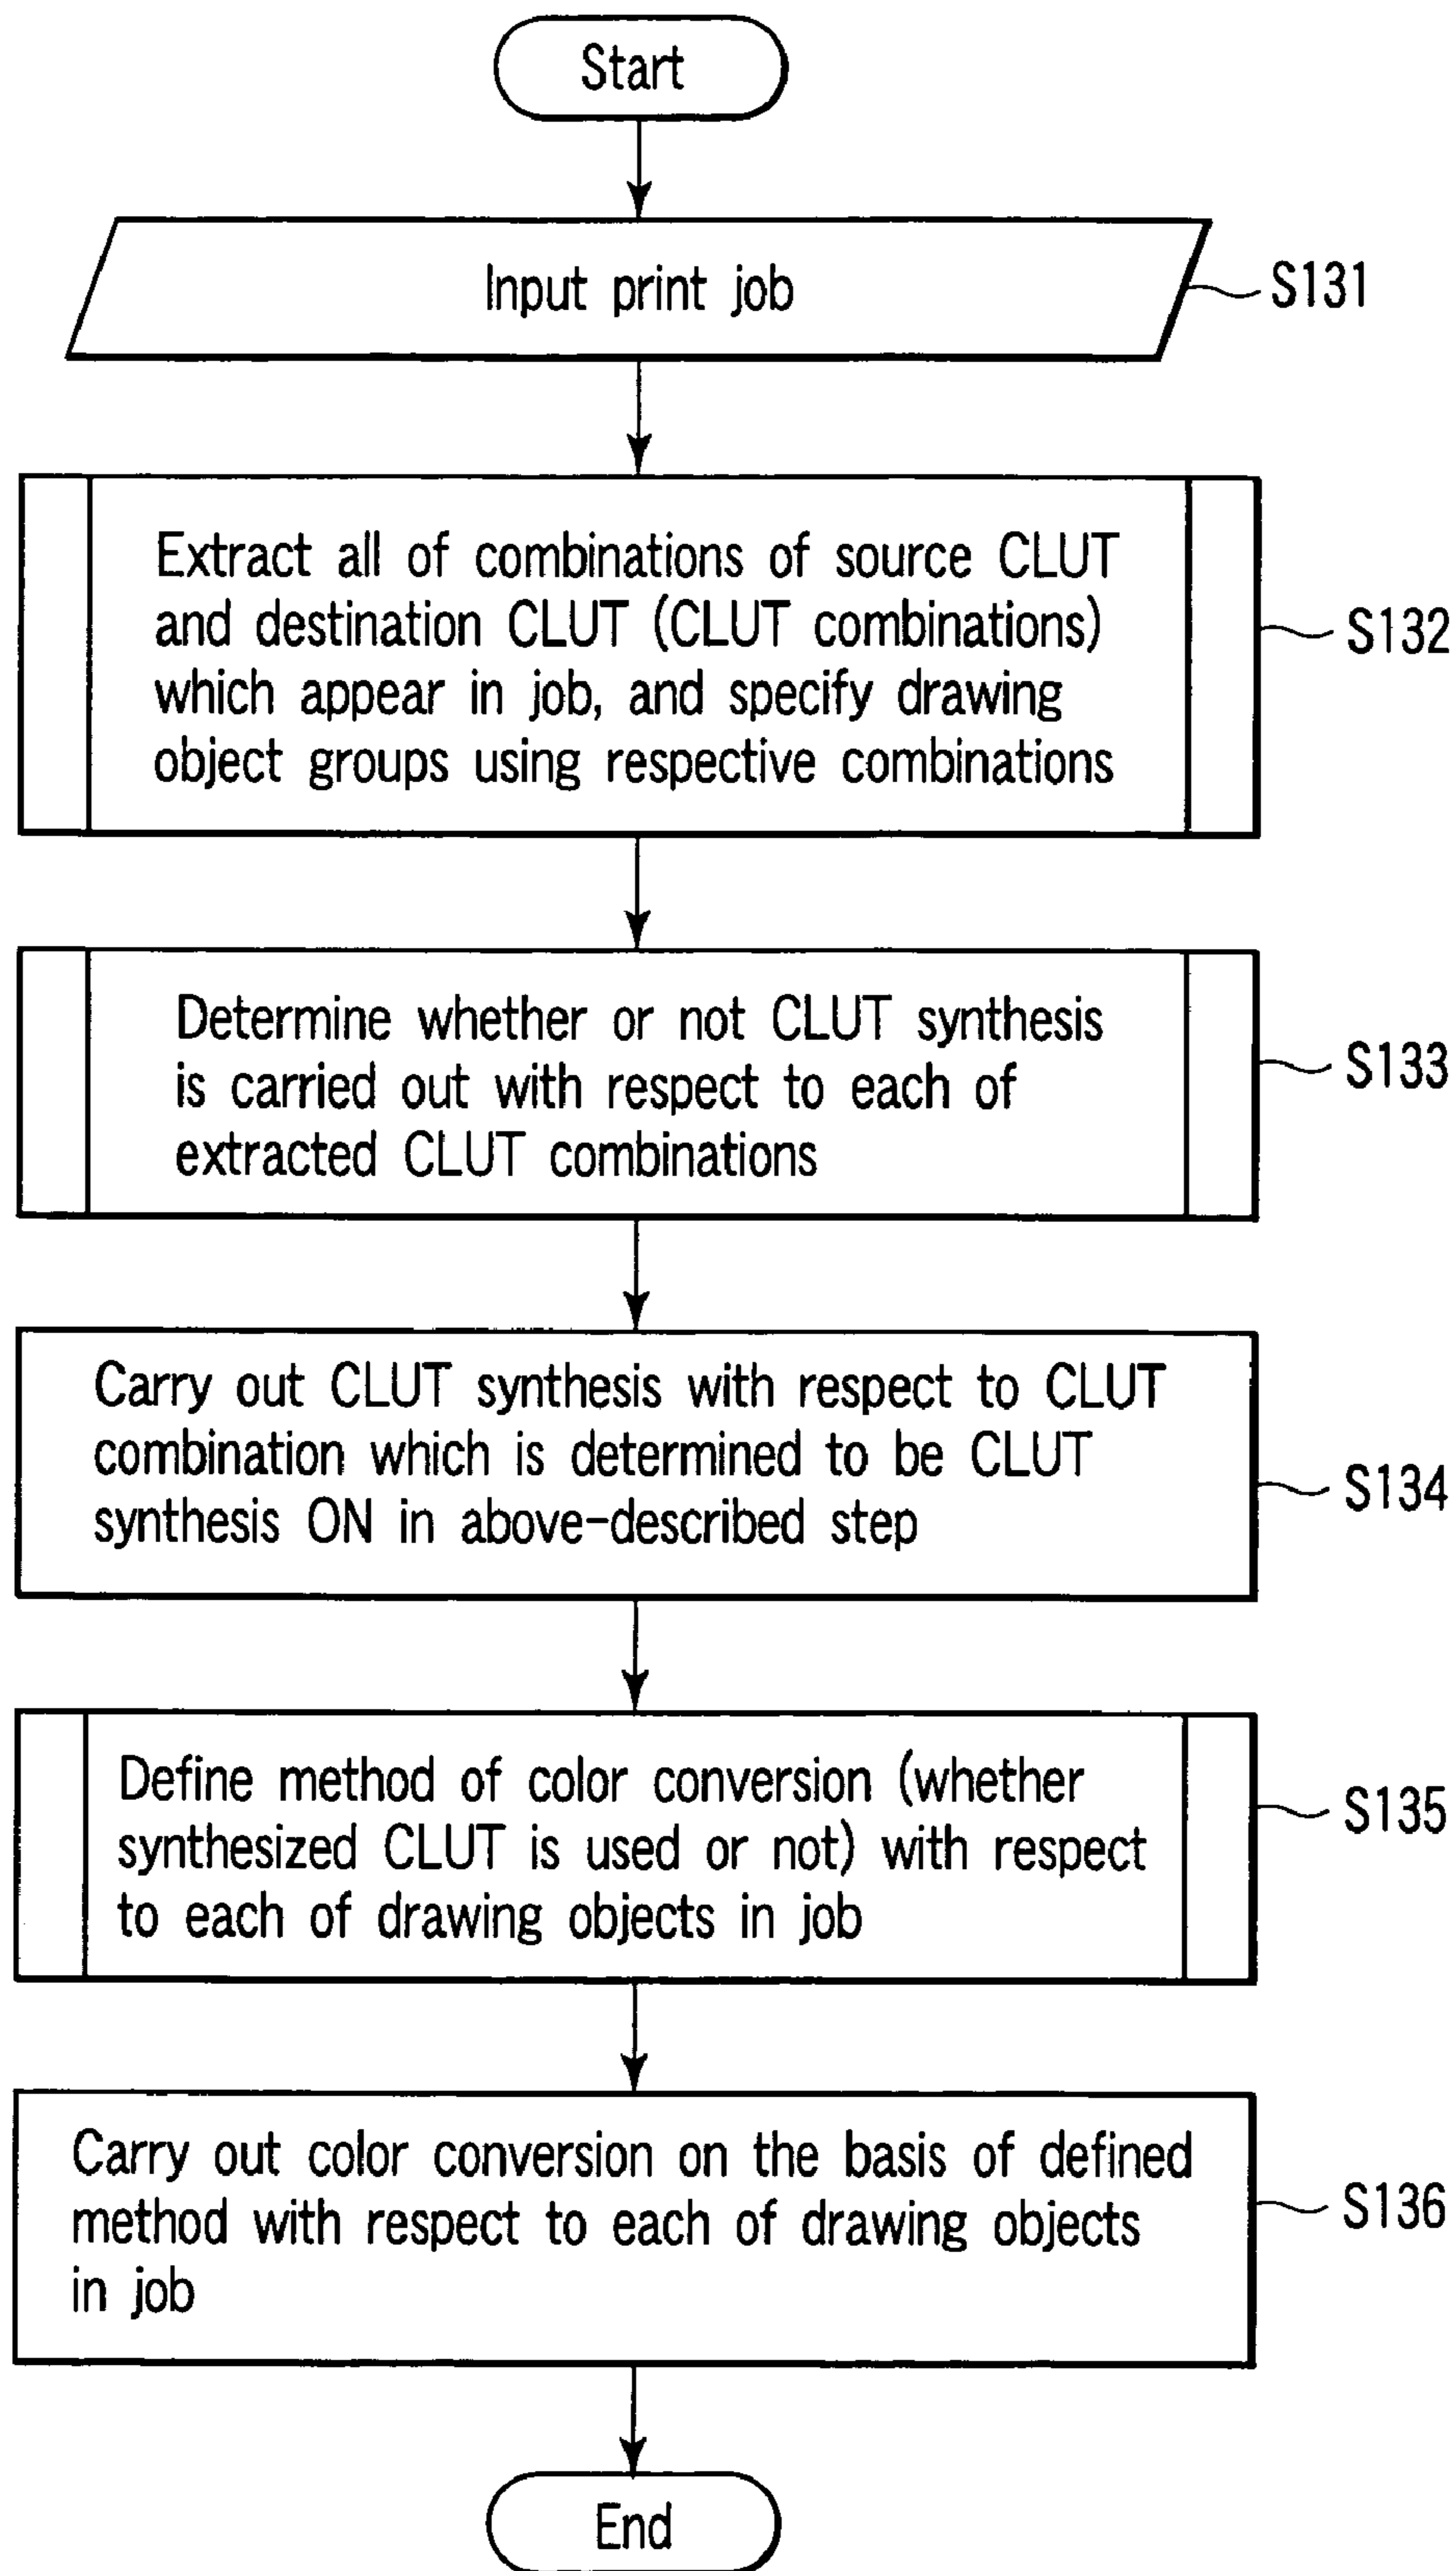 Start
Input print job
S131
Extract all of combinations of source CLUT
and destination CLUT (CLUT combinations)
which appear in job, and specify drawing
object groups using respective combinations
S132
Determine whether or not CLUT synthesis
is carried out with respect to each of
extracted CLUT combinations
S133
Carry out CLUT synthesis with respect to CLUT
combination which is determined to be CLUT
synthesis ON in above-described step
S134
Define method of color conversion (whether
synthesized CLUT is used or not) with respect
to each of drawing objects in job
S135
Carry out color conversion on the basis of defined
method with respect to each of drawing objects
in job
S136
End